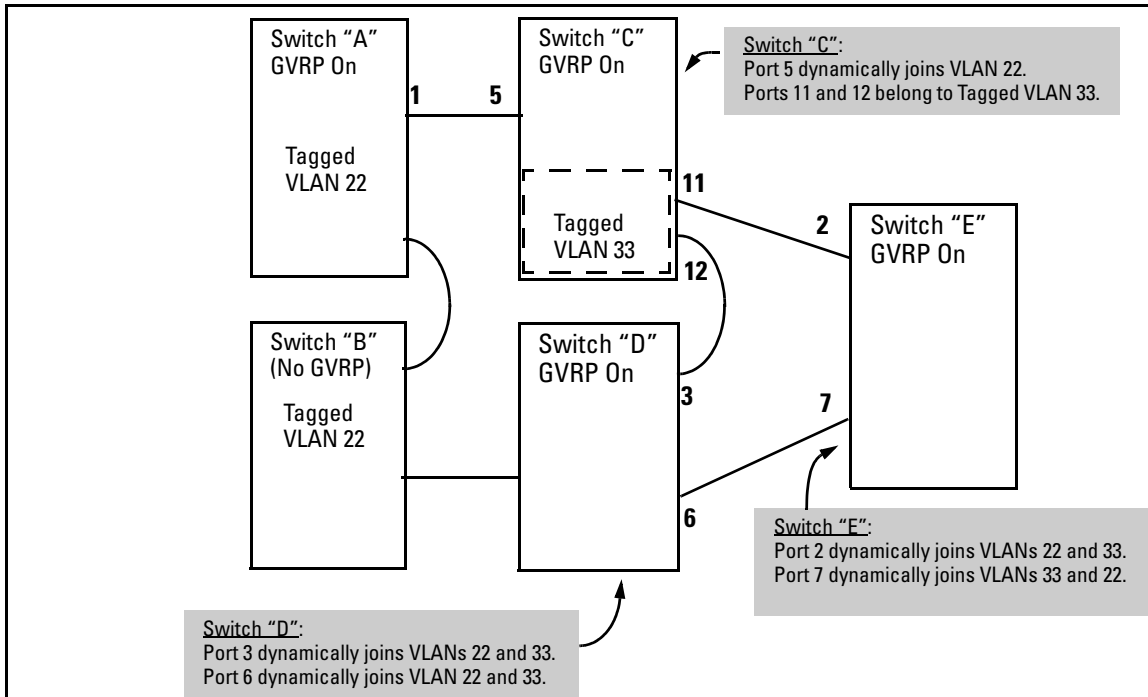 Switch “A”
GVRP On
Tagged
VLAN 22
1
5
Switch “C”
GVRP On
Tagged
VLAN 33
11
12
Switch “C”:
Port 5 dynamically joins VLAN 22.
Ports 11 and 12 belong to Tagged VLAN 33.
2
Switch “E”
GVRP On
Switch “B”
(No GVRP)
Tagged
VLAN 22
Switch “D”
GVRP On
3
7
6
Switch “E”:
Port 2 dynamically joins VLANs 22 and 33.
Port 7 dynamically joins VLANs 33 and 22.
Switch “D”:
Port 3 dynamically joins VLANs 22 and 33.
Port 6 dynamically joins VLAN 22 and 33.